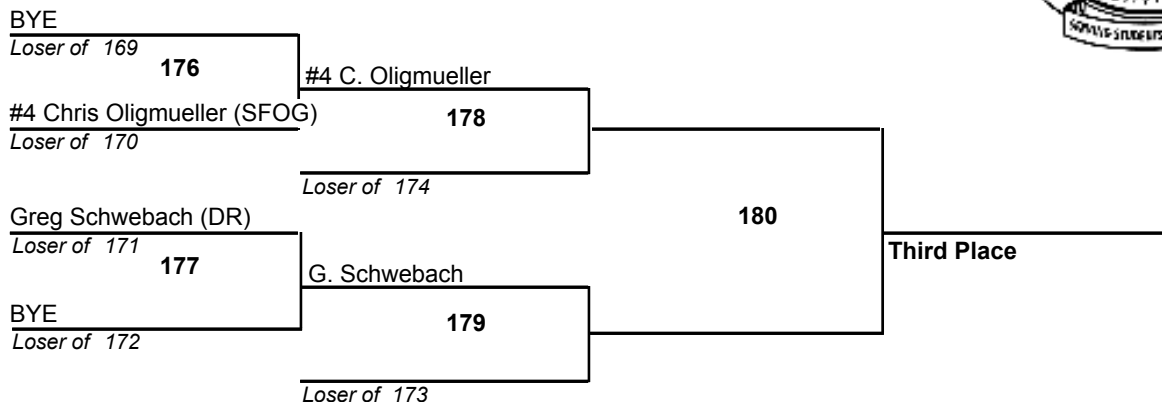 BYE
Loser of 169
176
#4 C. Oligmueller
#4 Chris Oligmueller (SFOG)
178
Loser of 170
Loser of 174
Greg Schwebach (DR)
180
Loser of 171
Third Place
177
G. Schwebach
BYE
179
Loser of 172
Loser of 173